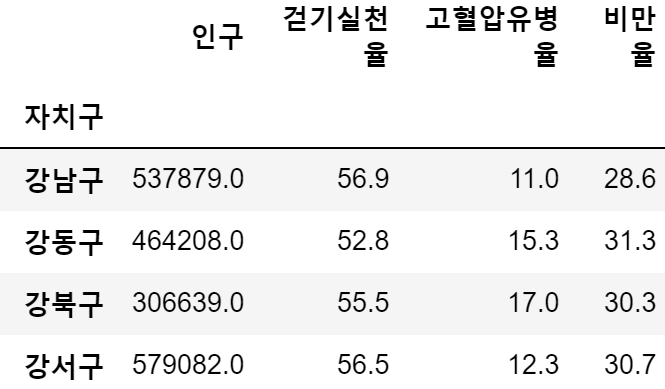 인구 걷기실천율 고혈압유병율 비만율
자치구
강남구 537879.0 56.9 11.0 28.6
강동구 464208.0 52.8 15.3 31.3
강북구 306639.0 55.5 17.0 30.3
강서구 579082.0 56.5 12.3 30.7